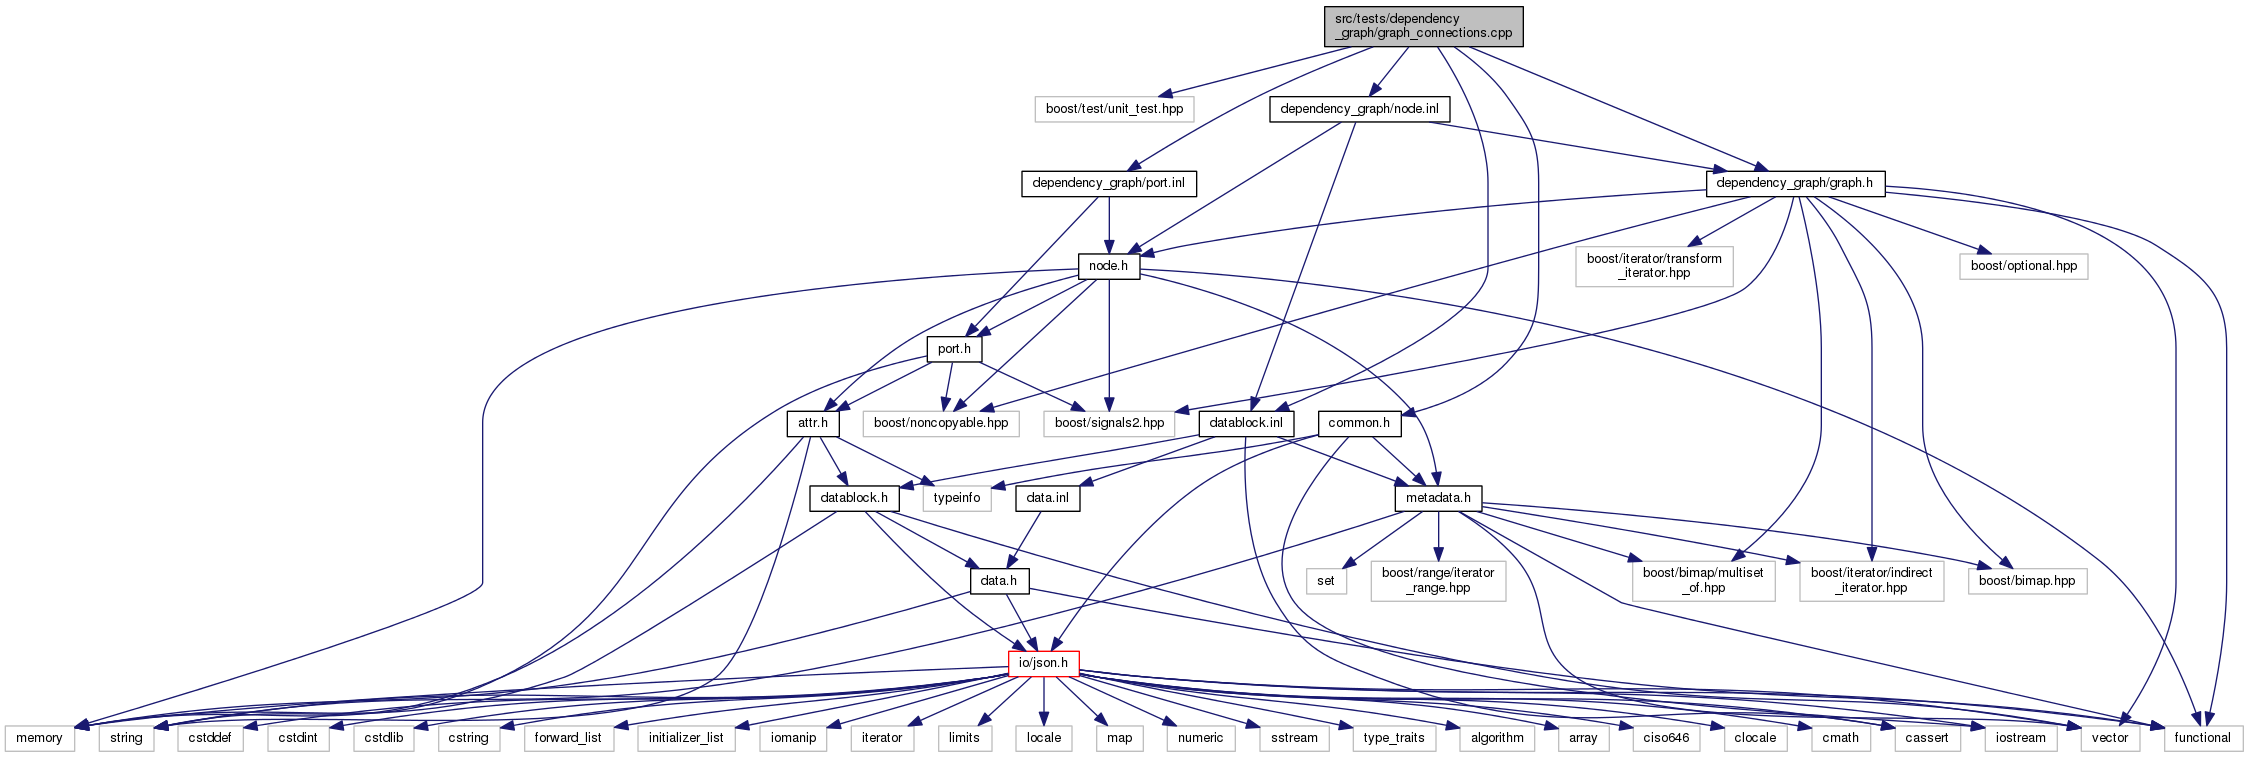 src/tests/dependency
_graph/graph_connections.cpp
boost/test/unit_test.hpp
dependency_graph/node.inl
dependency_graph/port.inl
dependency_graph/graph.h
node.h
boost/iterator/transform
_iterator.hpp
boost/optional.hpp
port.h
attr.h
boost/noncopyable.hpp
boost/signals2.hpp
datablock.inl
common.h
datablock.h
typeinfo
data.inl
metadata.h
data.h
set
boost/range/iterator
_range.hpp
boost/bimap/multiset
_of.hpp
boost/iterator/indirect
_iterator.hpp
boost/bimap.hpp
io/json.h
memory
string
cstddef
cstdint
cstdlib
cstring
forward_list
initializer_list
iomanip
iterator
limits
locale
map
numeric
sstream
type_traits
algorithm
array
ciso646
clocale
cmath
cassert
iostream
vector
functional